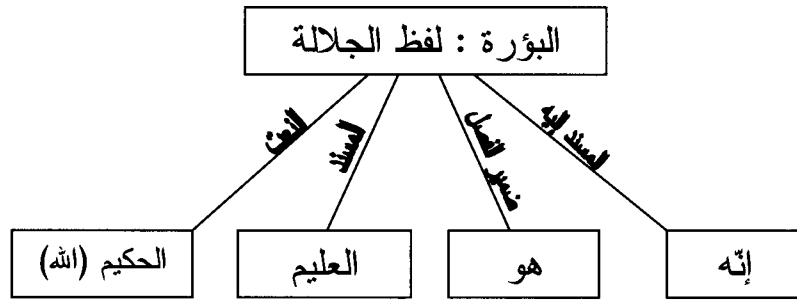 البؤرة : لفظ الجلالة
المسند إليه
ضمير الفصل
المسند
النعت
إنّه
هو
العليم
الحكيم (الله)